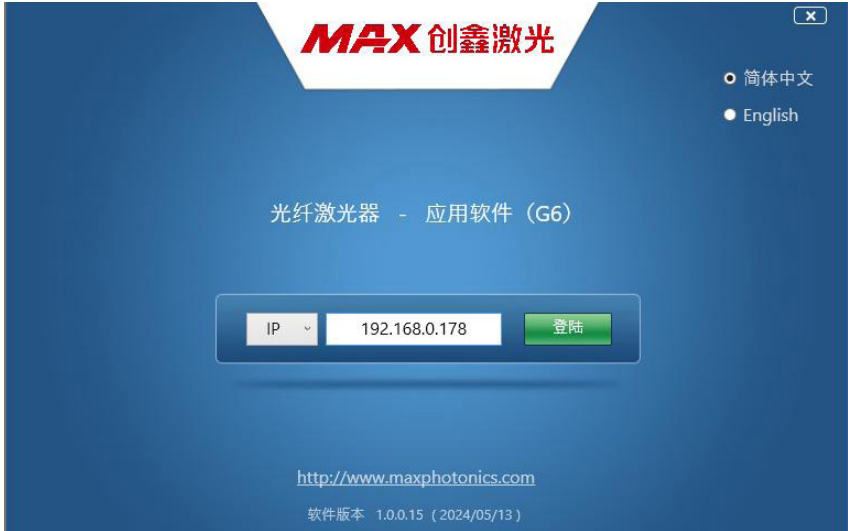 MAX 创鑫激光
简体中文
English
光纤激光器 - 应用软件（G6）
IP 192.168.0.178 登陆
http://www.maxphotonics.com
软件版本 1.0.0.15 ( 2024/05/13 )